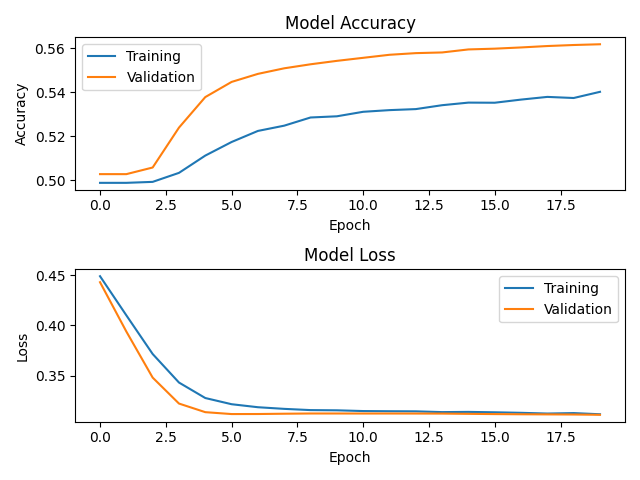 Model Accuracy
0.56
0.54
0.52
0.50
Accuracy
Training
Validation
0.0 2.5 5.0 7.5 10.0 12.5 15.0 17.5
Epoch
Model Loss
0.45
0.40
0.35
Loss
Training
Validation
0.0 2.5 5.0 7.5 10.0 12.5 15.0 17.5
Epoch